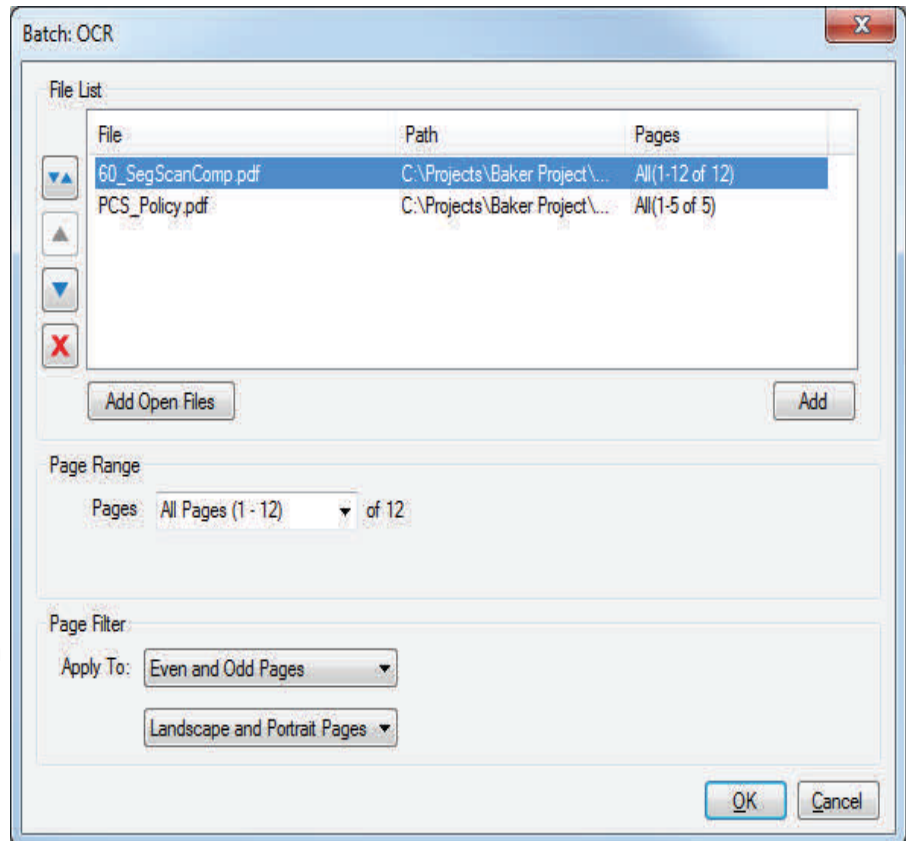 Batch: OCR
File List
File Path Pages
60_SegScanComp.pdf C:\Projects\Baker Project\... All(1-12 of 12)
PCS_Policy.pdf C:\Projects\Baker Project\... All(1-5 of 5)
Add Open Files Add
Page Range
Pages All Pages (1 - 12) of 12
Page Filter
Apply To: Even and Odd Pages
Landscape and Portrait Pages
OK Cancel